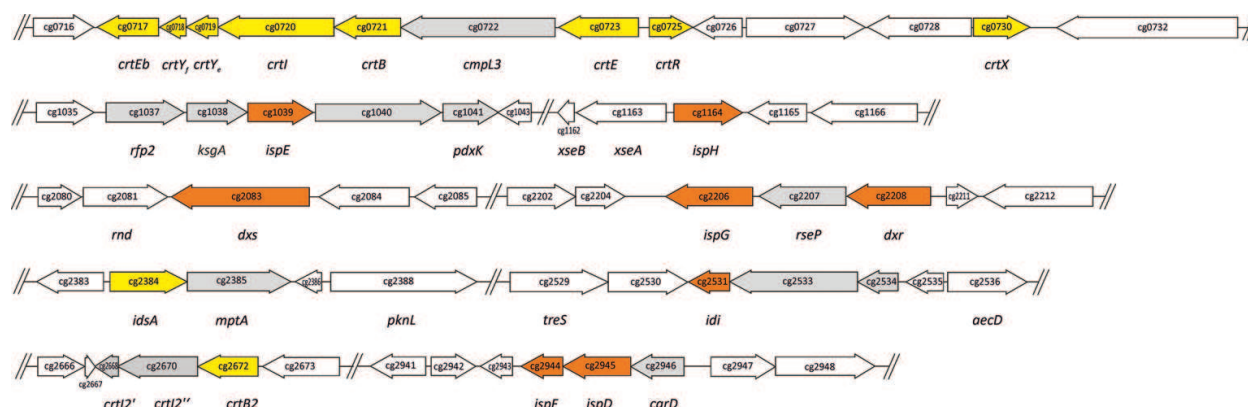 cg0716 cg0717 cg0718 cg0719 cg0720 cg0721 cg0722 cg0723 cg0725 cg0726 cg0727 cg0728 cg0730 cg0732
crtEb crtYf crtYe crtI crtB cmpL3 crtE crtR crtX
cg1035 cg1037 cg1038 cg1039 cg1040 cg1041 cg1043 cg1162 cg1163 cg1164 cg1165 cg1166
rfp2 ksgA ispE pdxK xseB xseA ispH
cg2080 cg2081 cg2083 cg2084 cg2085 cg2202 cg2204 cg2206 cg2207 cg2208 cg2211 cg2212
rnd dxs ispG rseP dxr
cg2383 cg2384 cg2385 cg2386 cg2388 cg2529 cg2530 cg2531 cg2533 cg2534 cg2535 cg2536
idsA mptA pknL treS idi aecD
cg2666 cg2667 cg2668 cg2670 cg2672 cg2673 cg2941 cg2942 cg2943 cg2944 cg2945 cg2946 cg2947 cg2948
crtI2' crtI2'' crtB2 ispF ispD carD